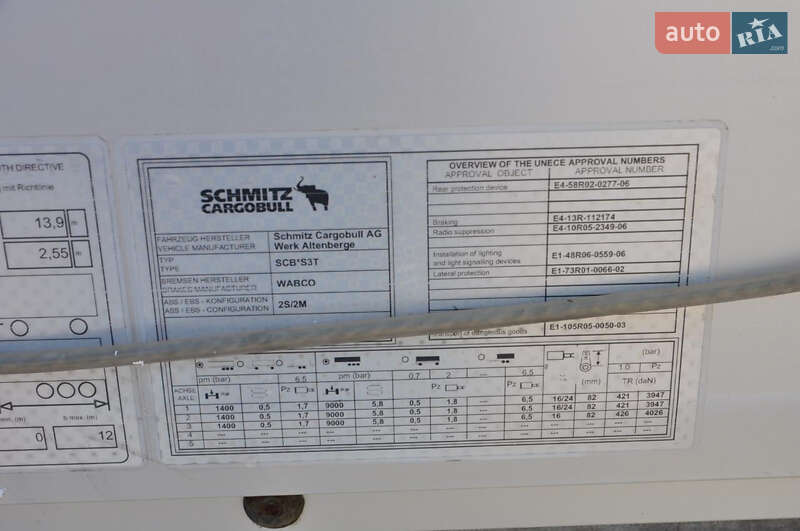 auto RIA .com
TH DIRECTIVE
mit Richtlinie
13,9 m
2,55 m
0 12
SCHMITZ
CARGOBULL
FAHRZEUG HERSTELLER
VEHICLE MANUFACTURER
Schmitz Cargobull AG
Werk Altenberge
TYP
TYPE
SCB*S3T
BREMSEN HERSTELLER
BRAKES MANUFACTURER
WABCO
ABS / EBS - KONFIGURATION
ABS / EBS - CONFIGURATION
2S/2M
OVERVIEW OF THE UNECE APPROVAL NUMBERS
APPROVAL OBJECT APPROVAL NUMBER
Rear protection device E4-58R02-0277-06
Braking E4-13R-112174
Radio suppression E4-10R05-2349-06
Installation of lighting
and light signalling devices E1-48R06-0559-06
Lateral protection E1-73R01-0066-02
Transport of dangerous goods E1-105R05-0050-03
pm (bar) 6,5 pm (bar) 0,7 2 --- 6,5 (mm) (bar)
1.0 Pz
ACHSE
AXLE
Pz Pz Pz TR (daN)
1 1400 0,5 1,7 9000 5,8 0,5 1,8 --- 6,5 16/24 82 421 3947
2 1400 0,5 1,7 9000 5,8 0,5 1,8 --- 6,5 16/24 82 421 3947
3 1400 0,5 1,7 9000 5,8 0,5 1,8 --- 6,5 16 82 426 4026
4 --- --- --- --- --- --- --- --- --- --- --- --- ---
5 --- --- --- --- --- --- --- --- --- --- --- --- ---